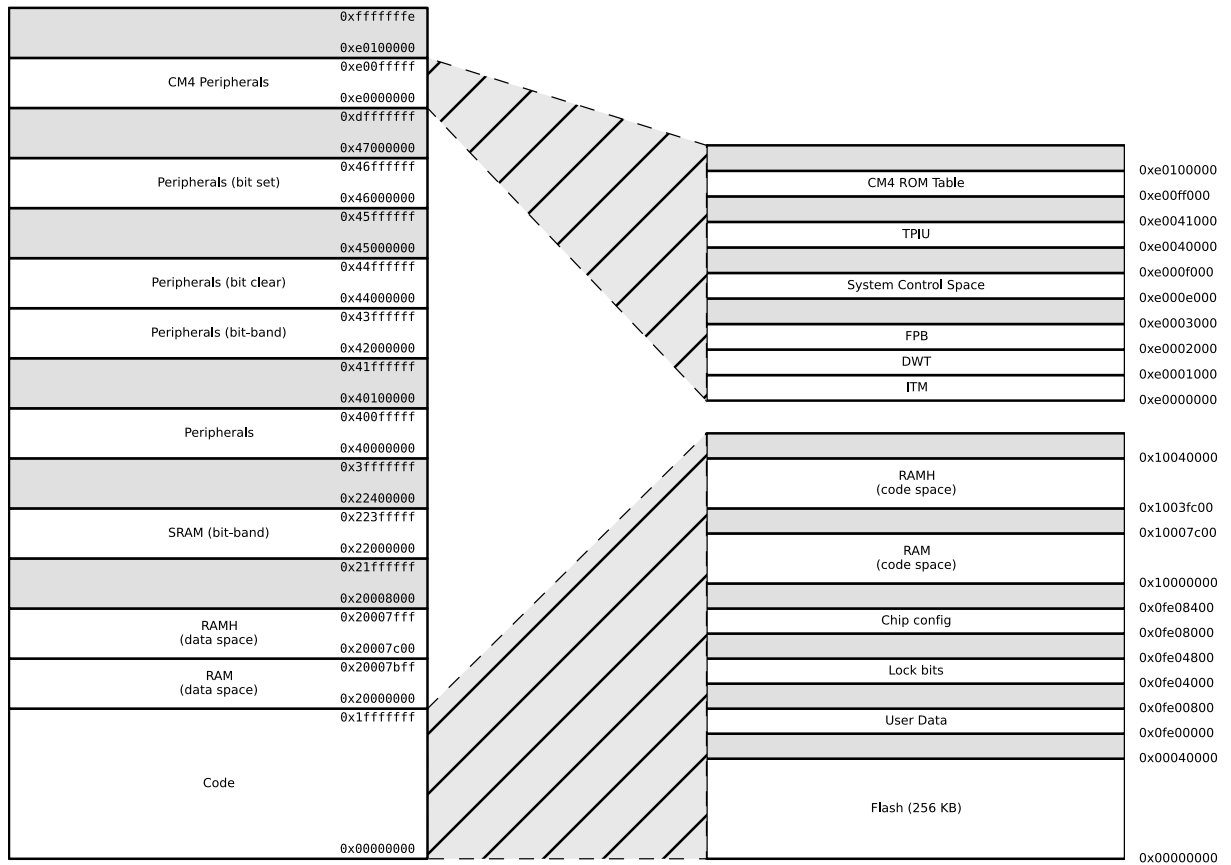 0xfffffffe
0xe0100000
0xe00fffff
CM4 Peripherals
0xe0000000
0xdfffffff
0x47000000
0x46ffffff
Peripherals (bit set)
0x46000000
0x45ffffff
0x45000000
0x44ffffff
Peripherals (bit clear)
0x44000000
0x43ffffff
Peripherals (bit-band)
0x42000000
0x41ffffff
0x40100000
0x400fffff
Peripherals
0x40000000
0x3fffffff
0x22400000
0x223fffff
SRAM (bit-band)
0x22000000
0x21ffffff
0x20008000
0x20007fff
RAMH
(data space)
0x20007c00
0x20007bff
RAM
(data space)
0x20000000
0x1fffffff
Code
0x00000000
0xe0100000
CM4 ROM Table
0xe00ff000
0xe0041000
TPIU
0xe0040000
0xe000f000
System Control Space
0xe000e000
0xe0003000
FPB
0xe0002000
DWT
0xe0001000
ITM
0xe0000000
0x10040000
RAMH
(code space)
0x1003fc00
0x10007c00
RAM
(code space)
0x10000000
0x0fe08400
Chip config
0x0fe08000
0x0fe04800
Lock bits
0x0fe04000
0x0fe00800
User Data
0x0fe00000
0x00040000
Flash (256 KB)
0x00000000